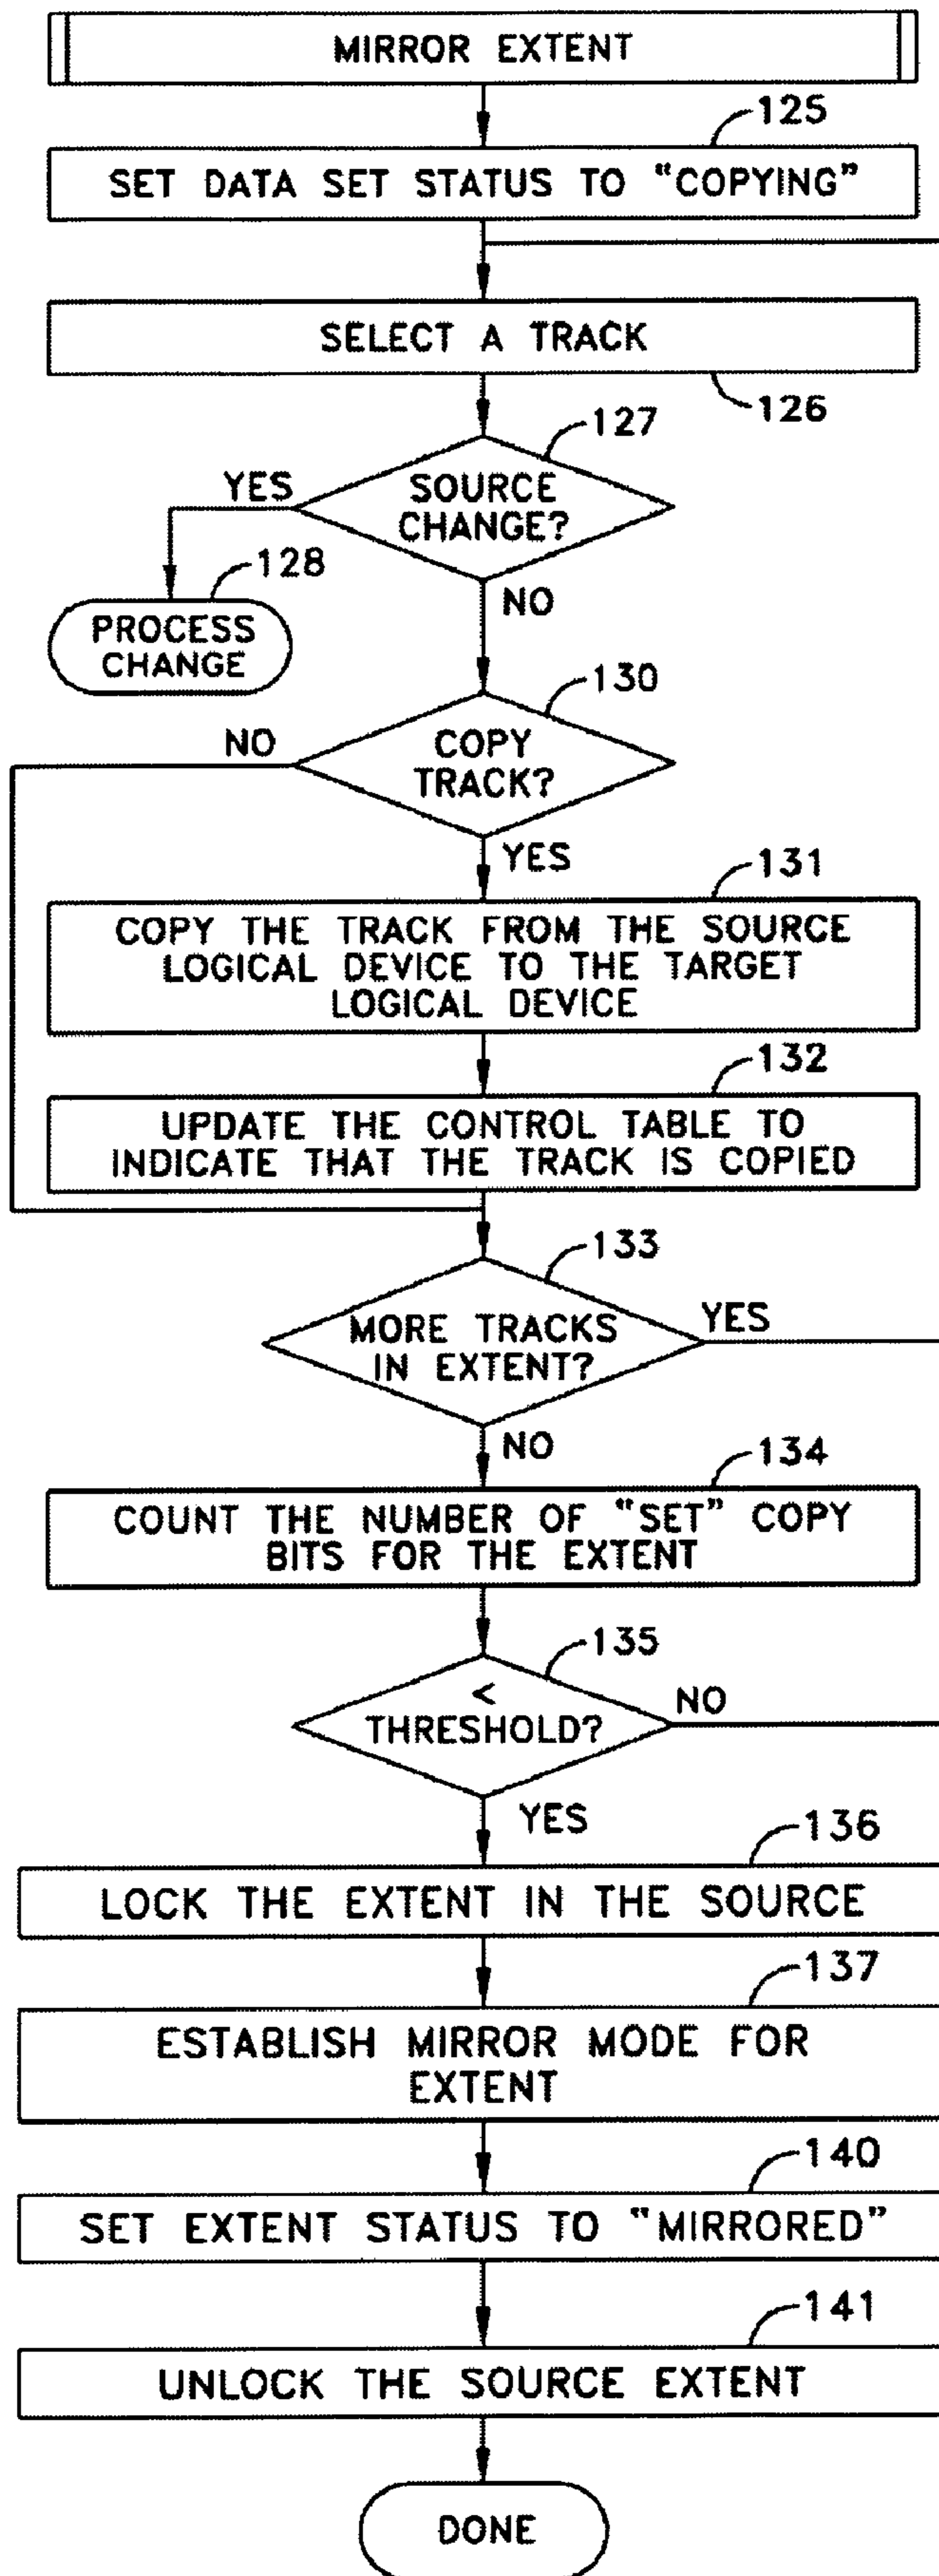 MIRROR EXTENT
125
SET DATA SET STATUS TO "COPYING"
SELECT A TRACK
126
127
YES
SOURCE
CHANGE?
128
NO
PROCESS
CHANGE
130
NO
COPY
TRACK?
YES
131
COPY THE TRACK FROM THE SOURCE
LOGICAL DEVICE TO THE TARGET
LOGICAL DEVICE
132
UPDATE THE CONTROL TABLE TO
INDICATE THAT THE TRACK IS COPIED
133
YES
MORE TRACKS
IN EXTENT?
NO
134
COUNT THE NUMBER OF "SET" COPY
BITS FOR THE EXTENT
135
<
THRESHOLD?
NO
YES
136
LOCK THE EXTENT IN THE SOURCE
137
ESTABLISH MIRROR MODE FOR
EXTENT
140
SET EXTENT STATUS TO "MIRRORED"
141
UNLOCK THE SOURCE EXTENT
DONE